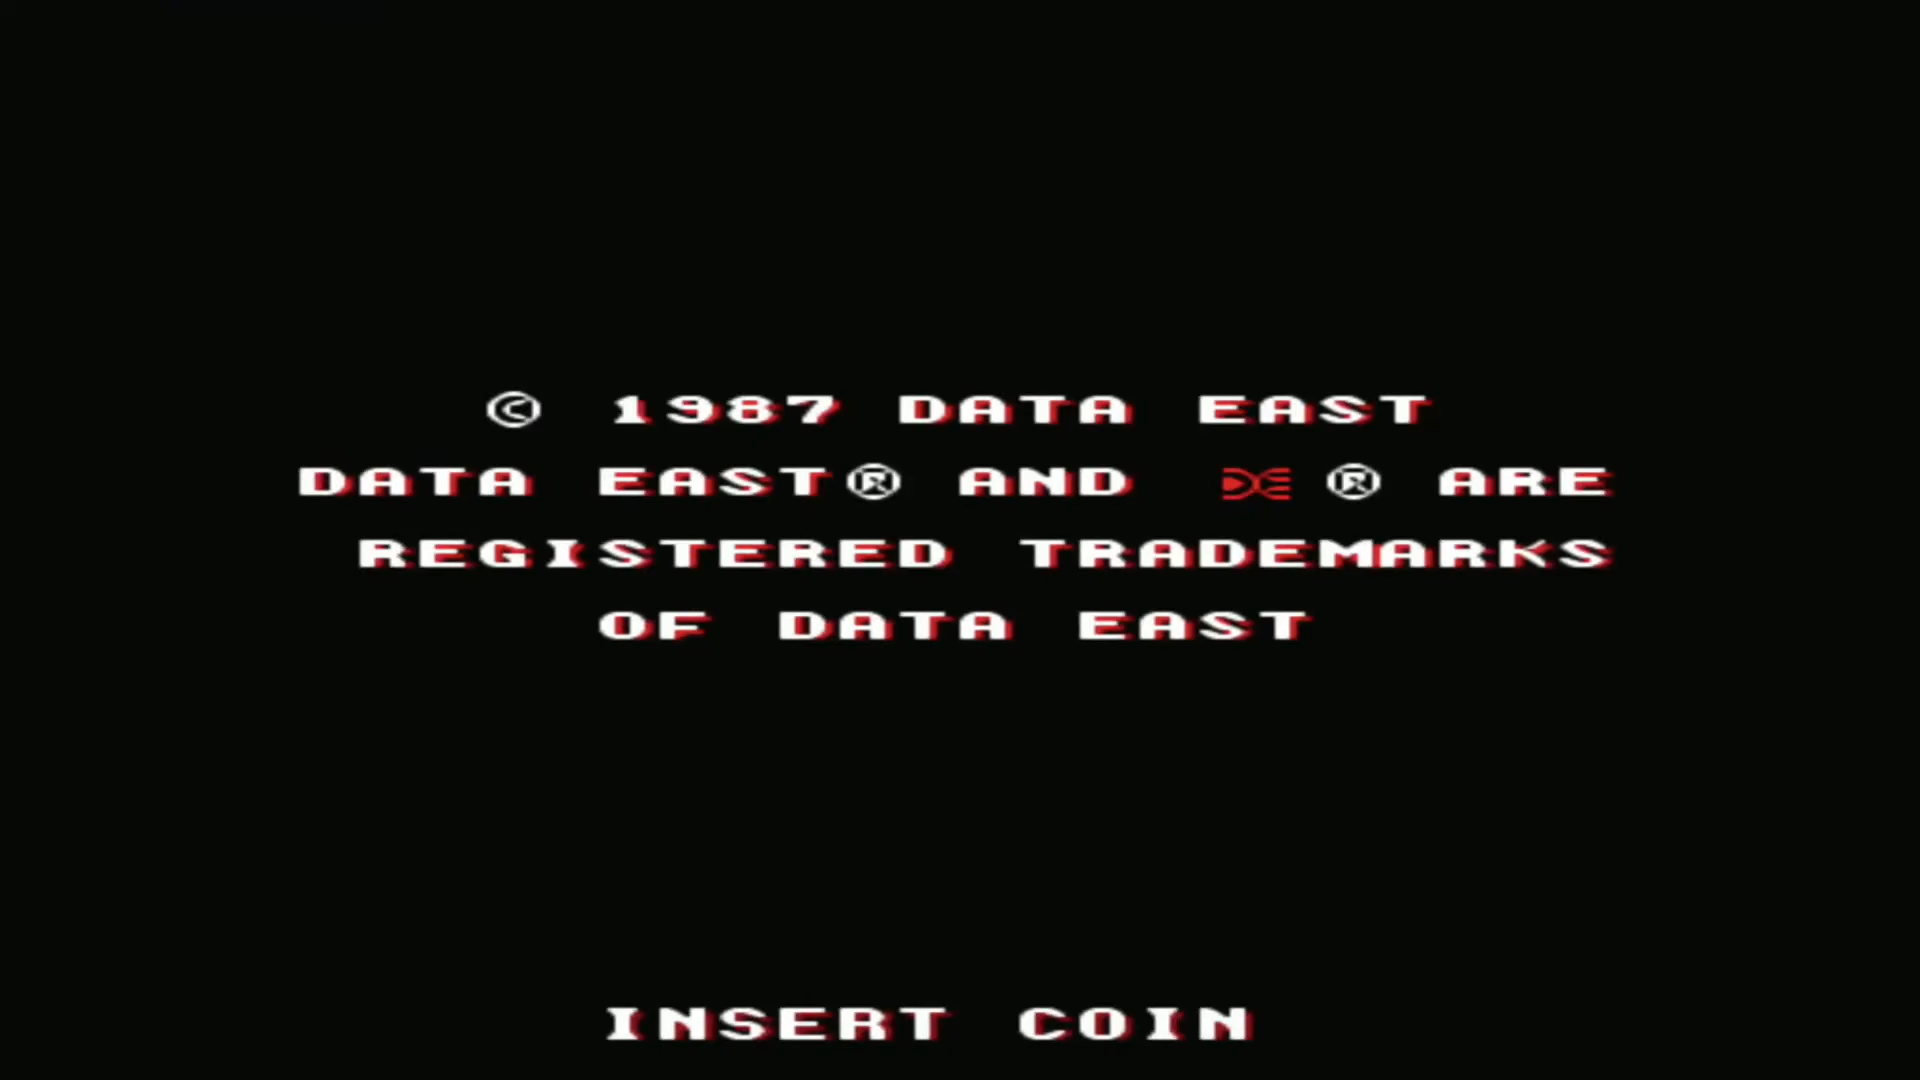 © 1987 DATA EAST
DATA EAST® AND DE® ARE
REGISTERED TRADEMARKS
OF DATA EAST
INSERT COIN